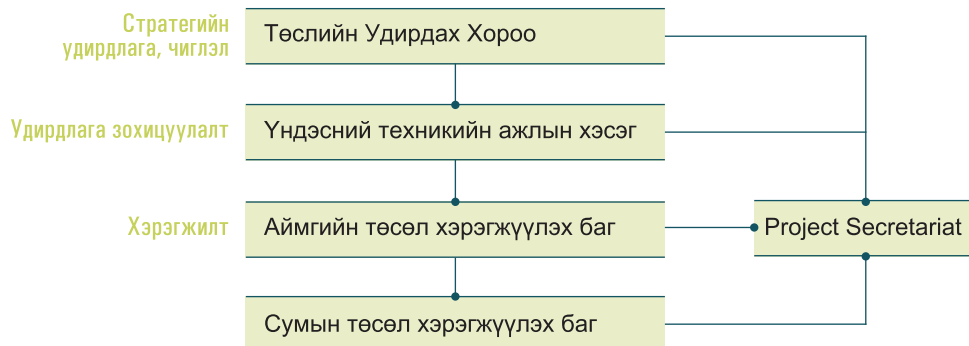 Стратегийн
удирдлага, чиглэл
Төслийн Удирдах Хороо
Удирдлага зохицуулалт
Үндэсний техникийн ажлын хэсэг
Хэрэгжилт
Аймгийн төсөл хэрэгжүүлэх баг
Project Secretariat
Сумын төсөл хэрэгжүүлэх баг